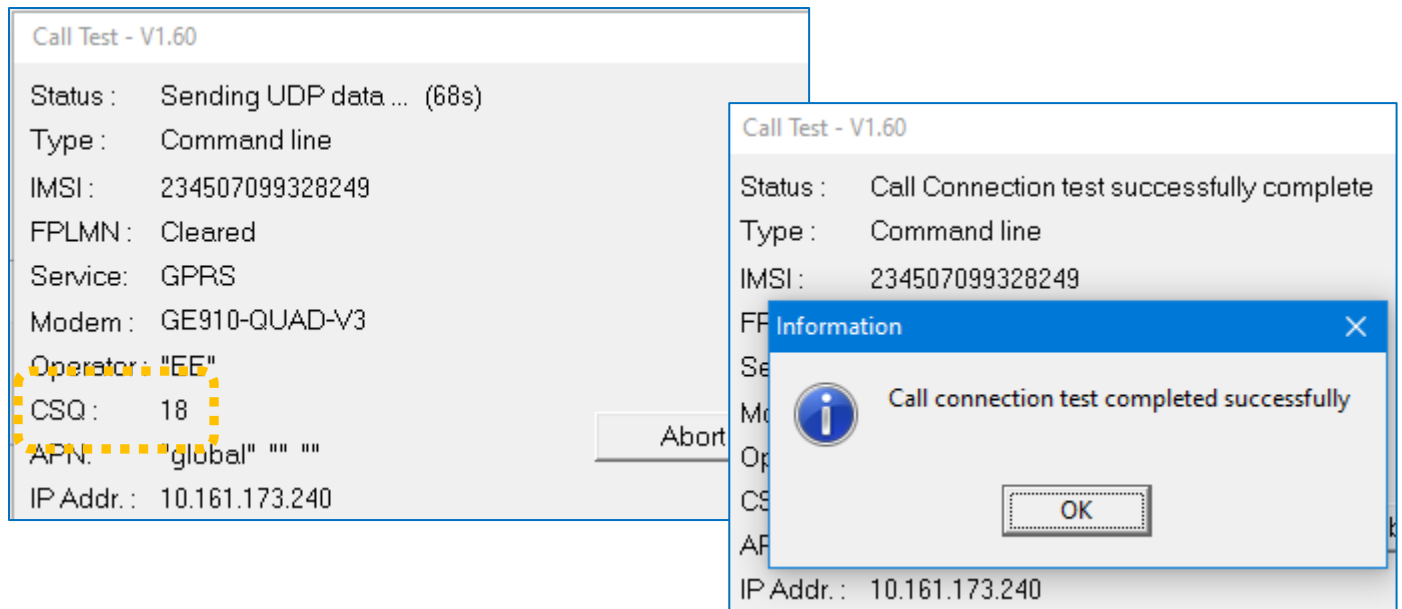 Call Test - V1.60
Status : Sending UDP data ... (68s)
Type : Command line
IMSI : 234507099328249
FPLMN : Cleared
Service: GPRS
Modem : GE910-QUAD-V3
Operator : "EE"
CSQ : 18
APN: "global" "" ""
IP Addr. : 10.161.173.240
Abort
Call Test - V1.60
Status : Call Connection test successfully complete
Type : Command line
IMSI : 234507099328249
Information
Call connection test completed successfully
OK
IP Addr. : 10.161.173.240